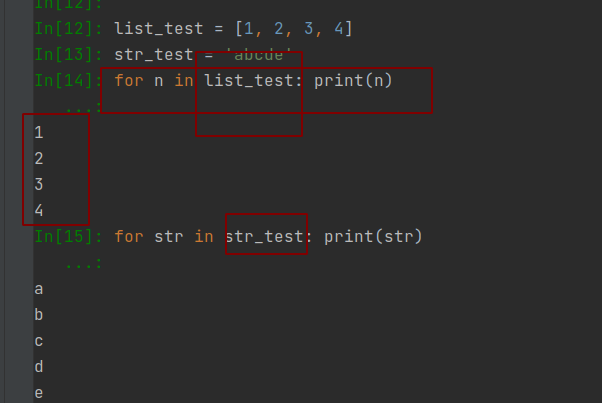 In[12]:
In[12]: list_test = [1, 2, 3, 4]
In[13]: str_test = 'abcde'
In[14]: for n in list_test: print(n)
...:
1
2
3
4
In[15]: for str in str_test: print(str)
...:
a
b
c
d
e